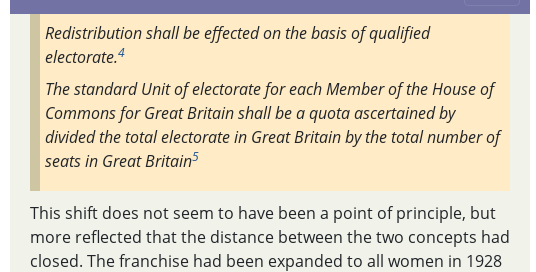 Redistribution shall be effected on the basis of qualified
electorate.4
The standard Unit of electorate for each Member of the House of
Commons for Great Britain shall be a quota ascertained by
divided the total electorate in Great Britain by the total number of
seats in Great Britain5
This shift does not seem to have been a point of principle, but
more reflected that the distance between the two concepts had
closed. The franchise had been expanded to all women in 1928